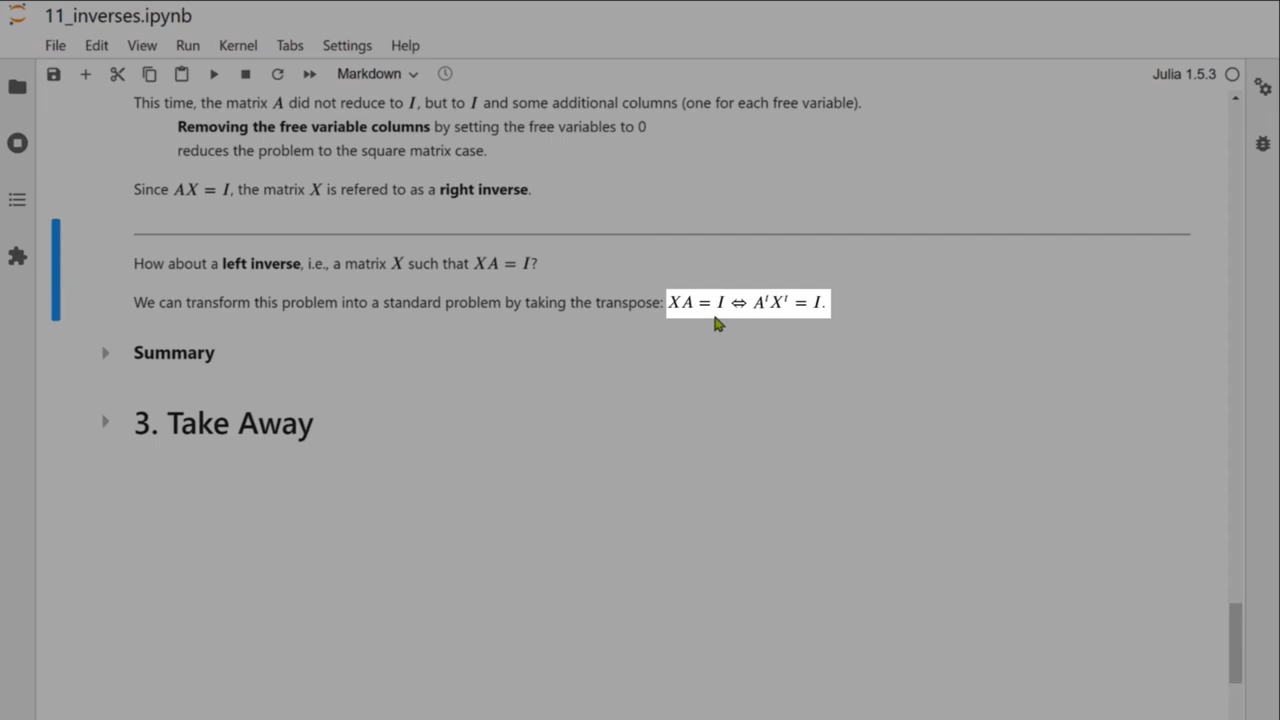 11_inverses.ipynb
File Edit View Run Kernel Tabs Settings Help
Markdown Julia 1.5.3
This time, the matrix A did not reduce to I, but to I and some additional columns (one for each free variable).
Removing the free variable columns by setting the free variables to 0
reduces the problem to the square matrix case.
Since AX = I, the matrix X is refered to as a right inverse.
How about a left inverse, i.e., a matrix X such that XA = I?
We can transform this problem into a standard problem by taking the transpose: XA = I ⇔ AᵗXᵗ = I.
Summary
3. Take Away